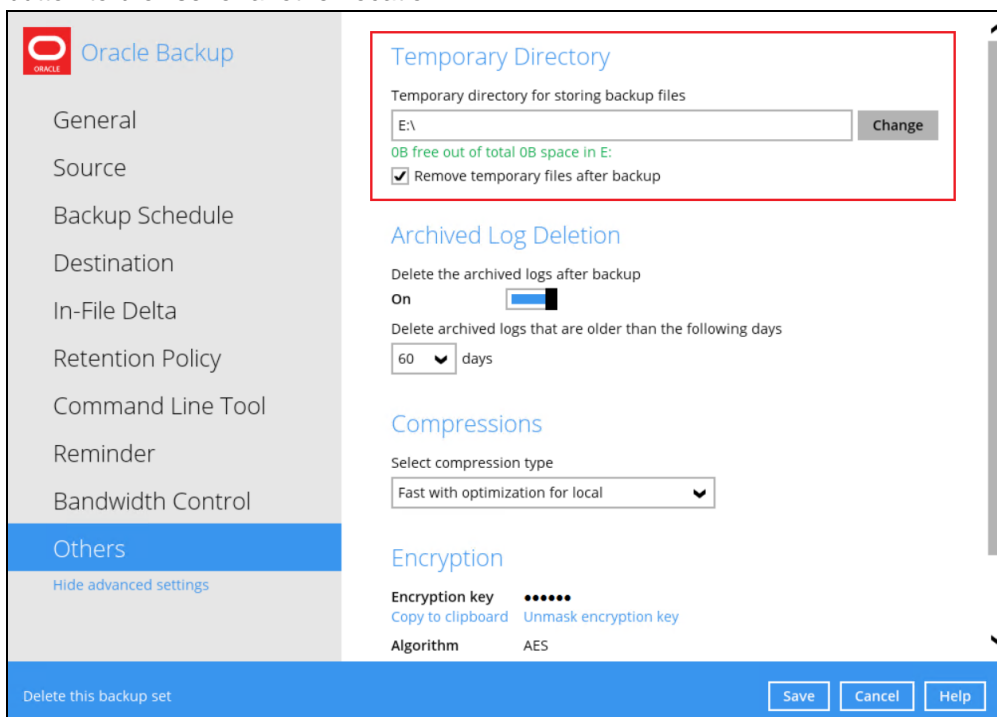 ORACLE
Oracle Backup
General
Source
Backup Schedule
Destination
In-File Delta
Retention Policy
Command Line Tool
Reminder
Bandwidth Control
Others
Hide advanced settings
Temporary Directory
Temporary directory for storing backup files
E:\
Change
0B free out of total 0B space in E:
Remove temporary files after backup
Archived Log Deletion
Delete the archived logs after backup
On
Delete archived logs that are older than the following days
60 days
Compressions
Select compression type
Fast with optimization for local
Encryption
Encryption key ••••••
Copy to clipboard Unmask encryption key
Algorithm AES
Delete this backup set
Save Cancel Help